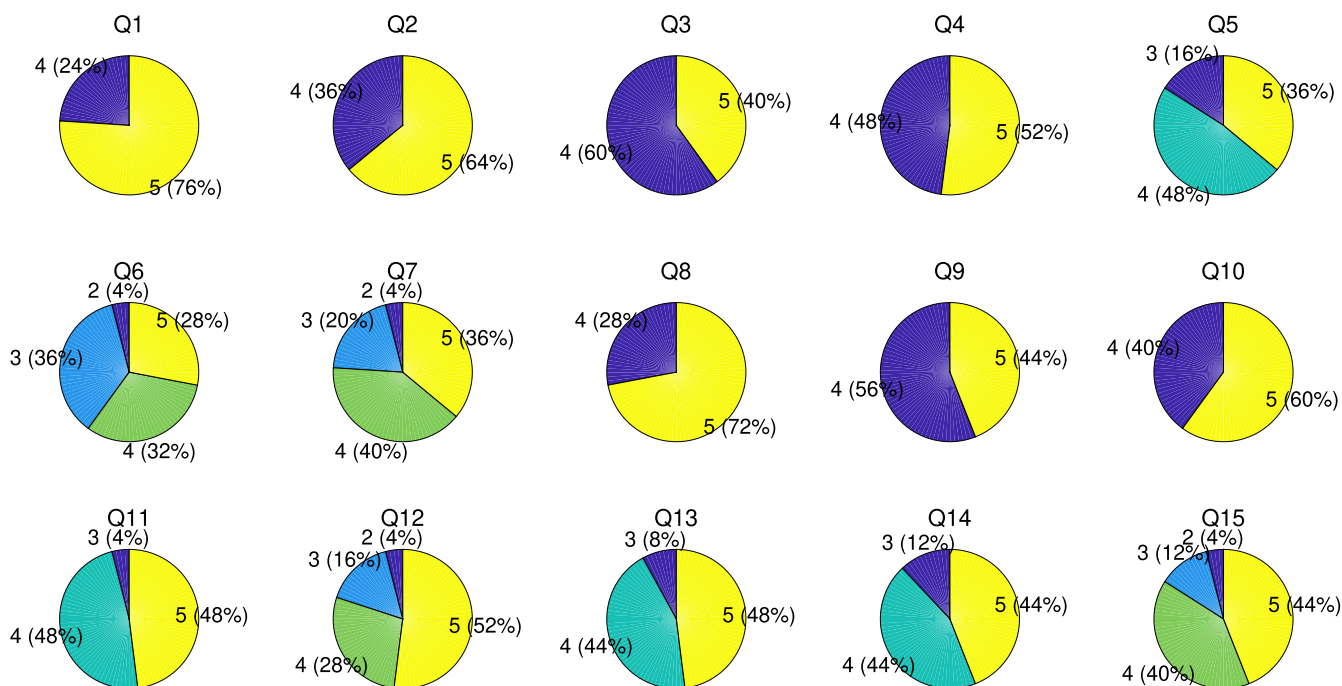 Q1
4 (24%)
5 (76%)
Q2
4 (36%)
5 (64%)
Q3
4 (60%)
5 (40%)
Q4
4 (48%)
5 (52%)
Q5
3 (16%)
4 (48%)
5 (36%)
Q6
2 (4%)
3 (36%)
4 (32%)
5 (28%)
Q7
2 (4%)
3 (20%)
4 (40%)
5 (36%)
Q8
4 (28%)
5 (72%)
Q9
4 (56%)
5 (44%)
Q10
4 (40%)
5 (60%)
Q11
3 (4%)
4 (48%)
5 (48%)
Q12
2 (4%)
3 (16%)
4 (28%)
5 (52%)
Q13
3 (8%)
4 (44%)
5 (48%)
Q14
3 (12%)
4 (44%)
5 (44%)
Q15
2 (4%)
3 (12%)
4 (40%)
5 (44%)